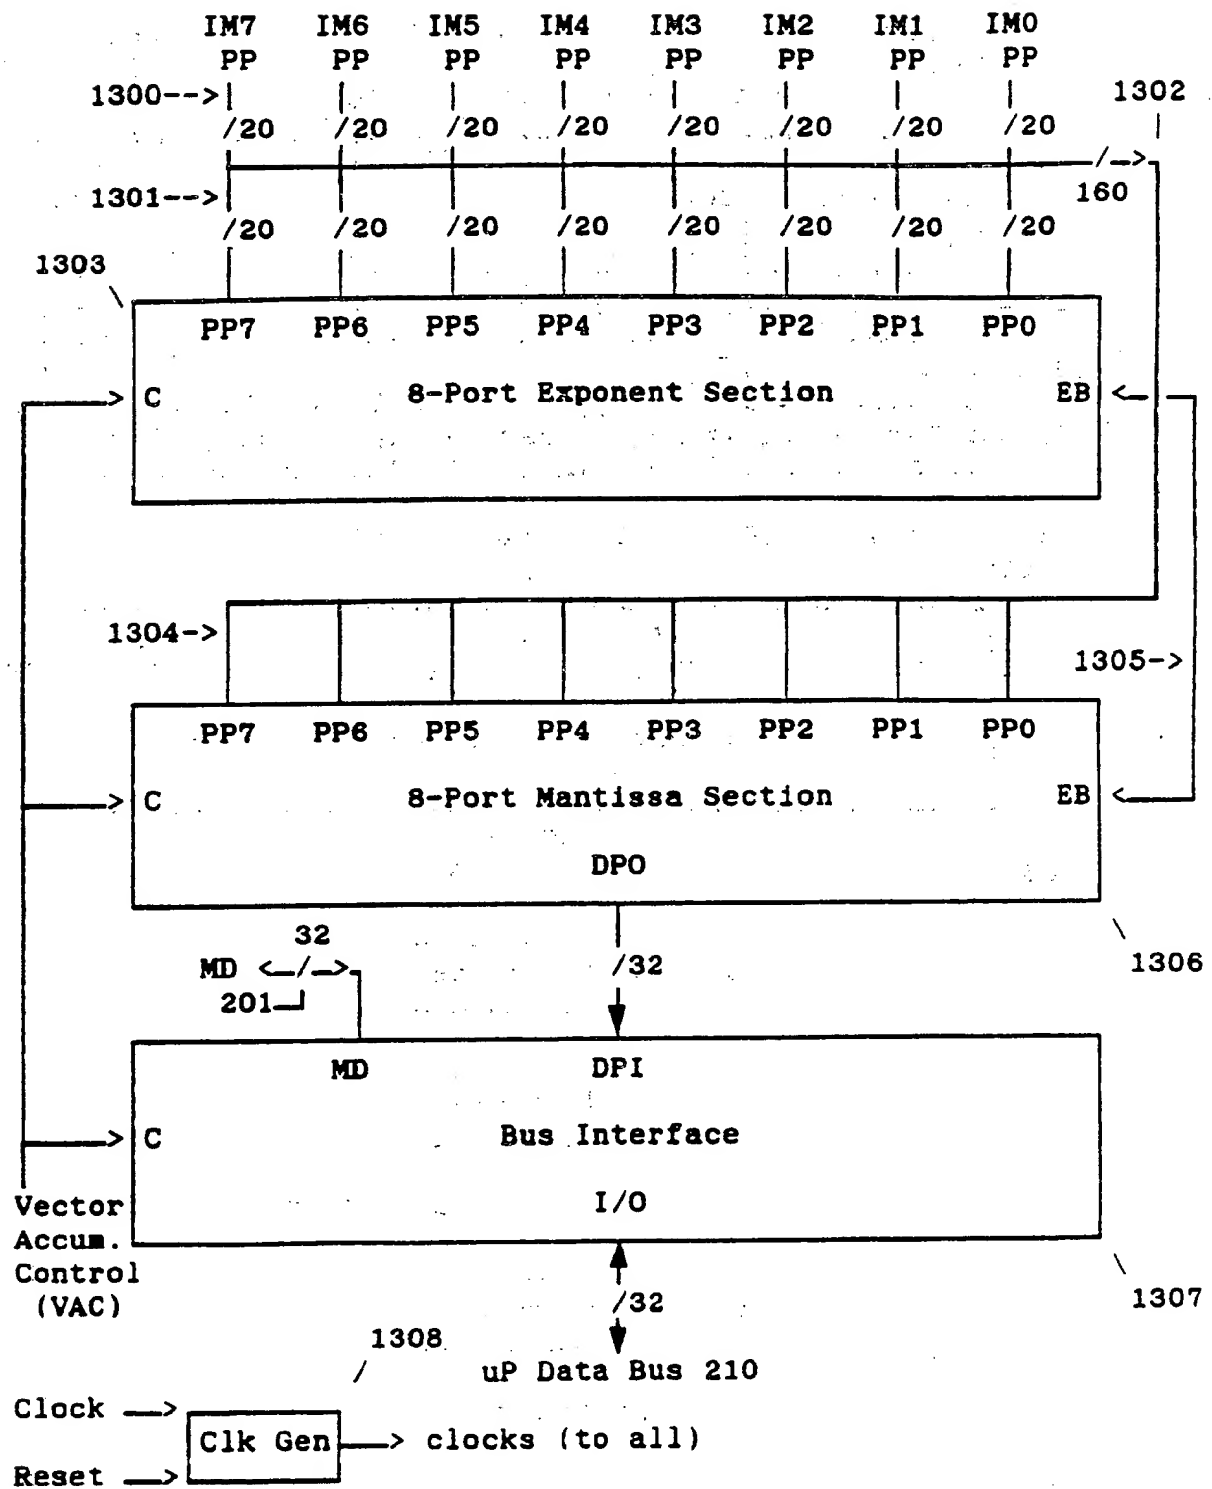 IM7 IM6 IM5 IM4 IM3 IM2 IM1 IM0
PP PP PP PP PP PP PP PP
1300--> 1302
/20 /20 /20 /20 /20 /20 /20 /20
/—>
1301--> 160
/20 /20 /20 /20 /20 /20 /20 /20
1303
PP7 PP6 PP5 PP4 PP3 PP2 PP1 PP0
C 8-Port Exponent Section EB
1304->
1305->
PP7 PP6 PP5 PP4 PP3 PP2 PP1 PP0
C 8-Port Mantissa Section EB
DPO
32
MD <—/—> /32 1306
201
MD DPI
C Bus Interface
Vector I/O
Accum.
Control
(VAC) /32 1307
1308
uP Data Bus 210
Clock —>
Clk Gen —> clocks (to all)
Reset —>